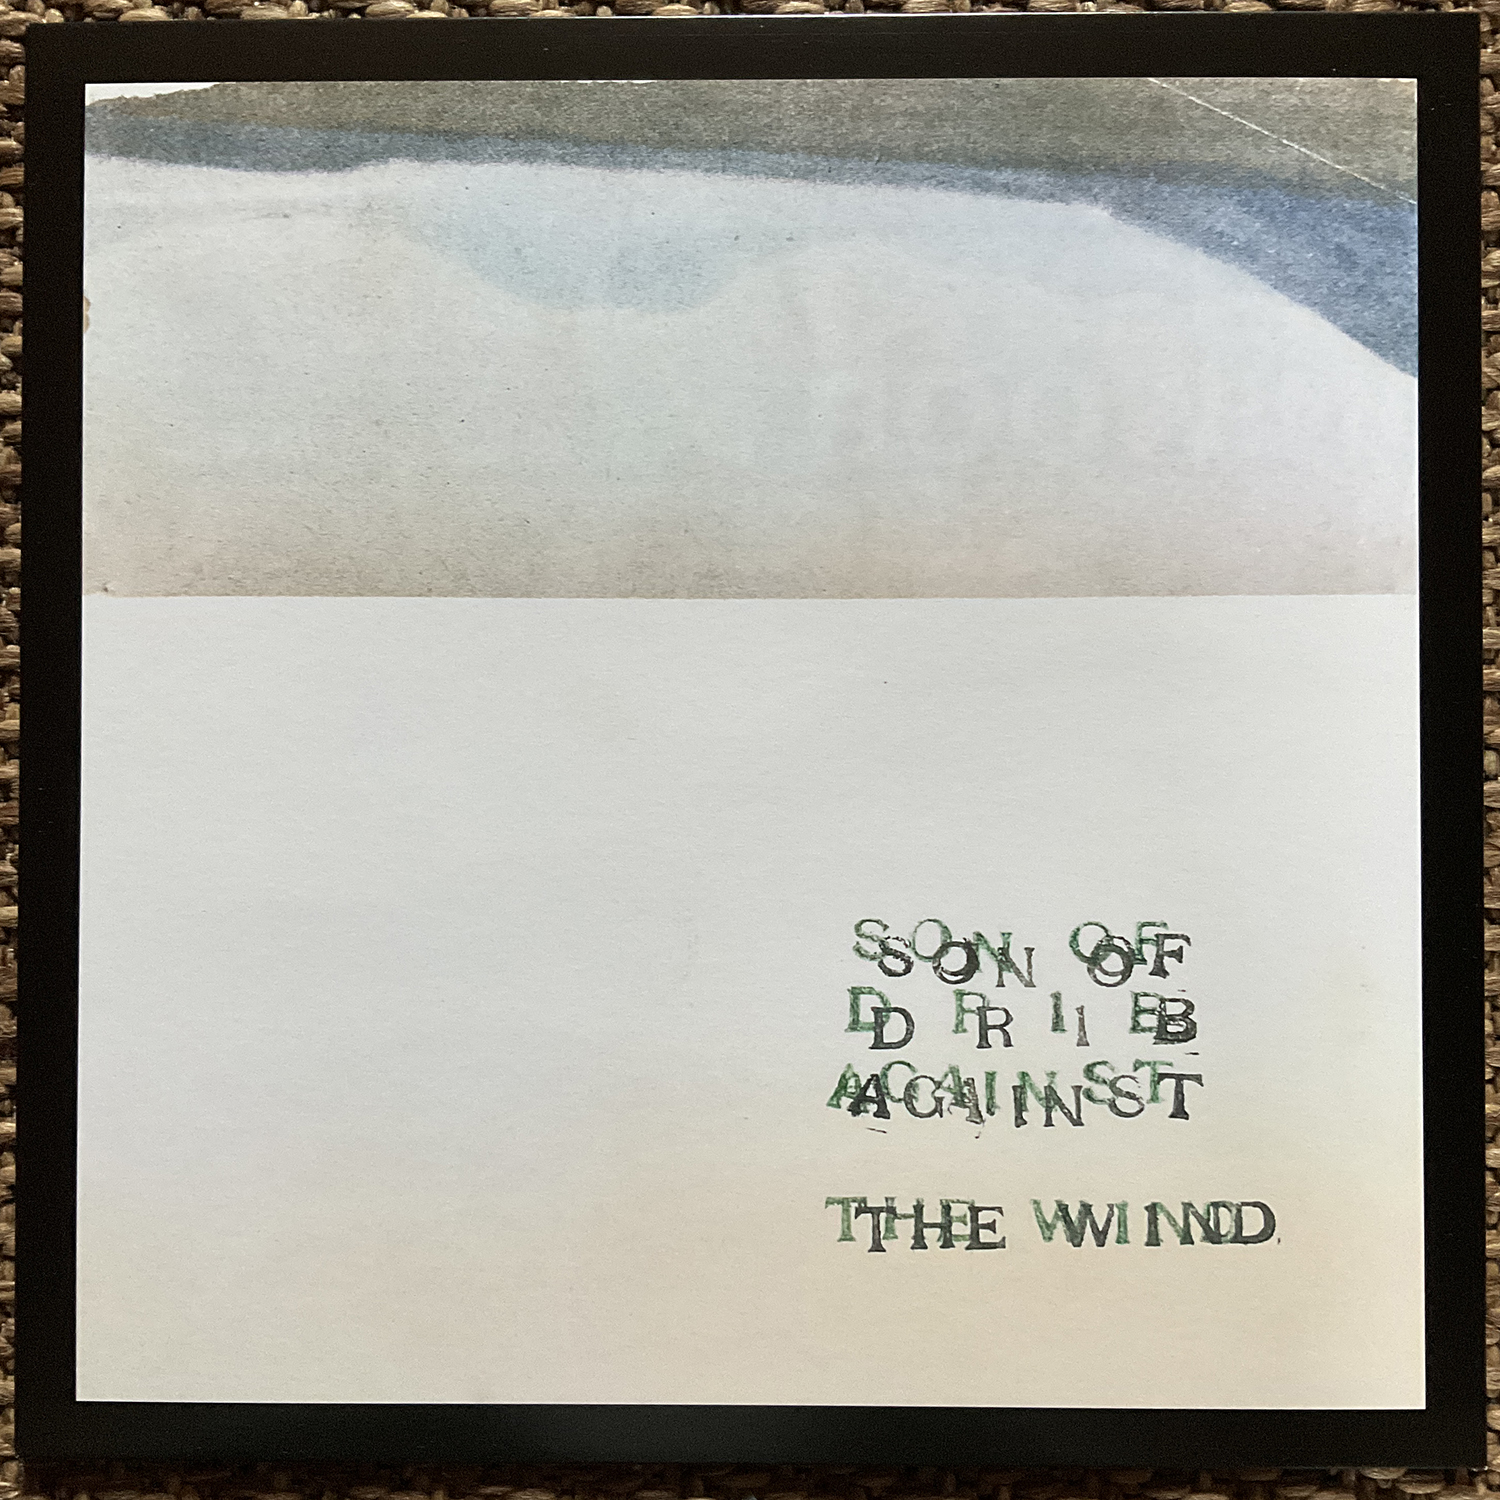 SON OF
DRIB
AGAINST
THE WIND